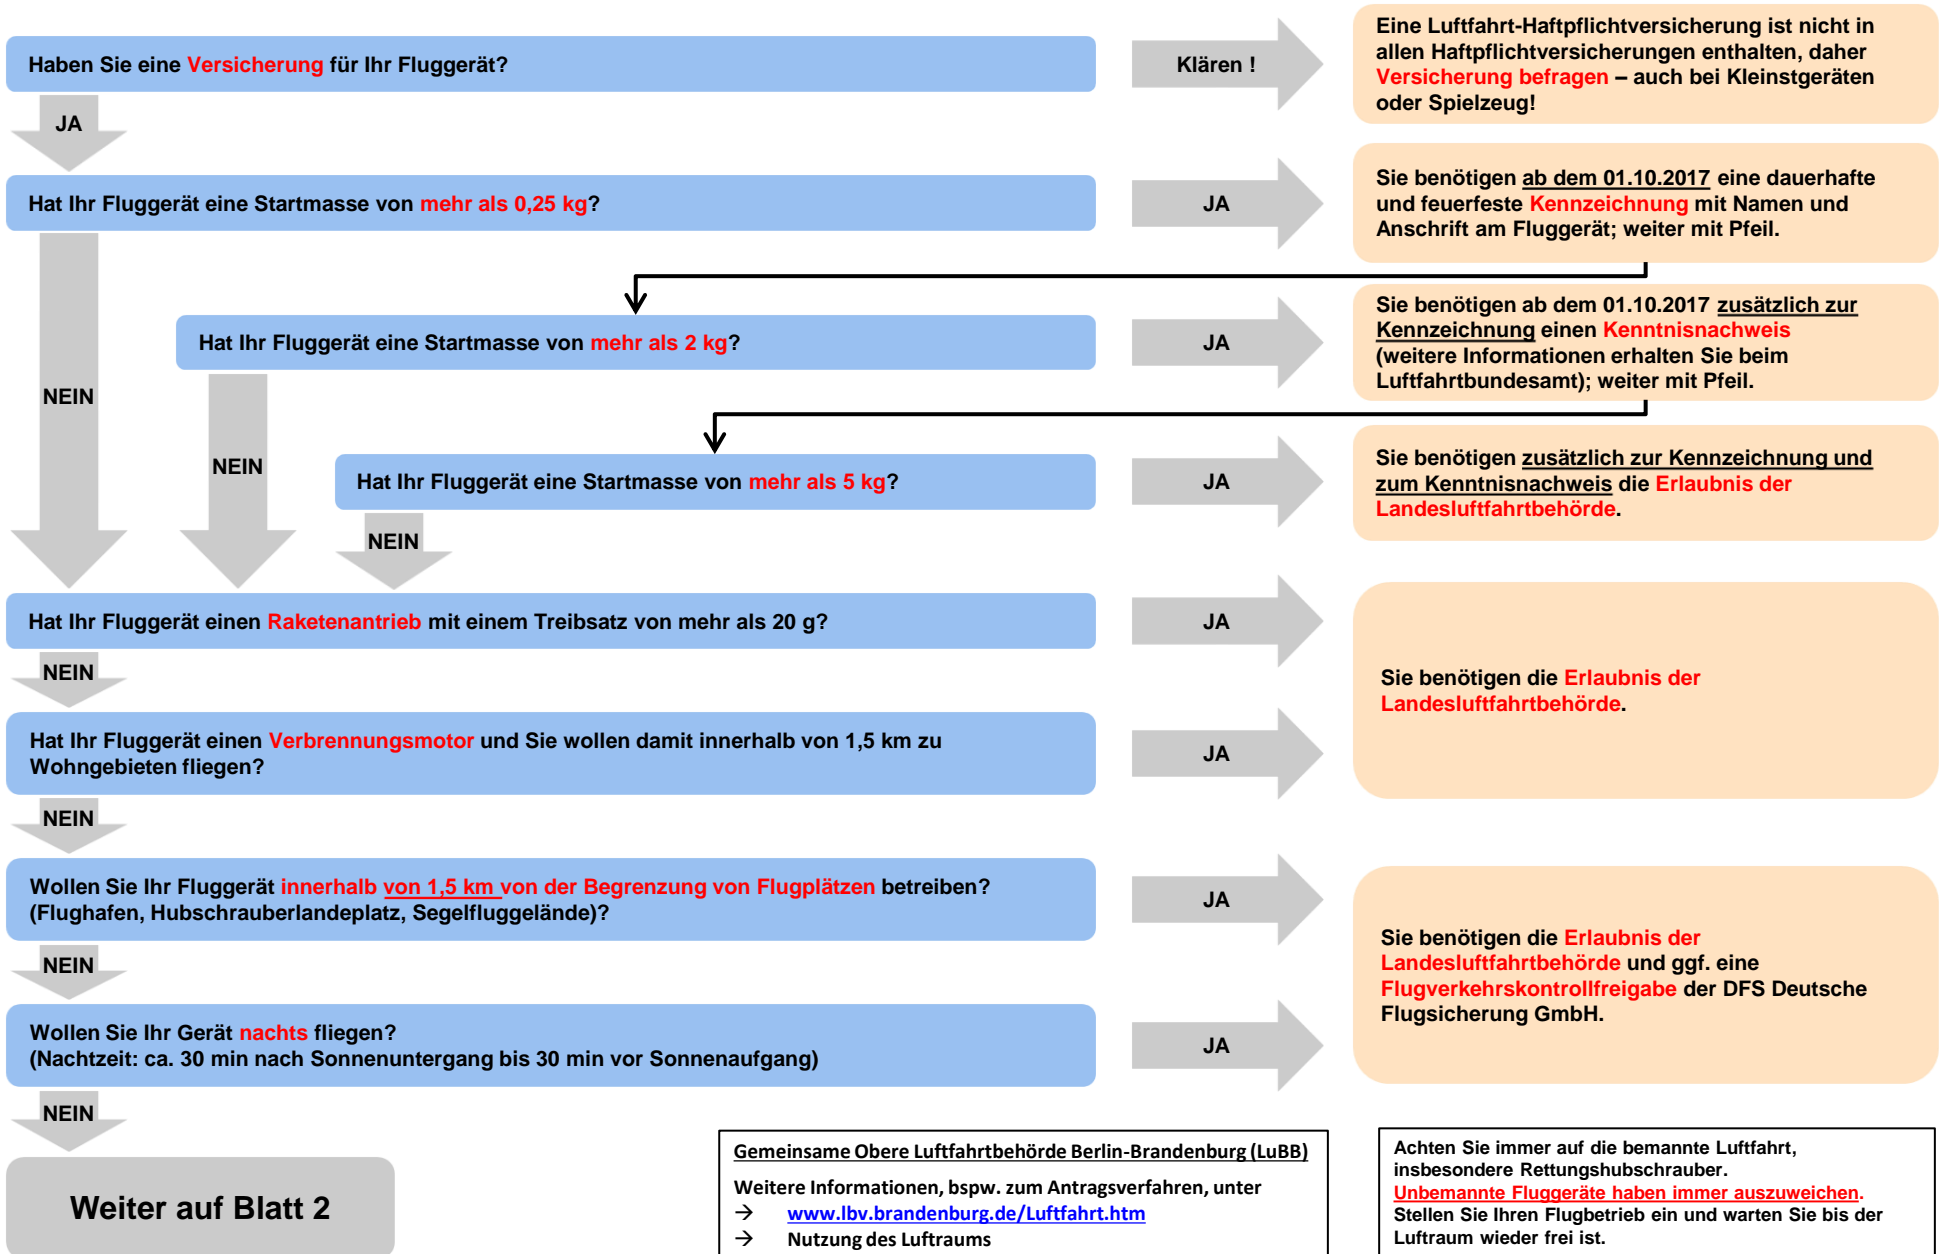 Haben Sie eine Versicherung für Ihr Fluggerät?
Klären !
Eine Luftfahrt-Haftpflichtversicherung ist nicht in
allen Haftpflichtversicherungen enthalten, daher
Versicherung befragen – auch bei Kleinstgeräten
oder Spielzeug!
JA
Hat Ihr Fluggerät eine Startmasse von mehr als 0,25 kg?
JA
Sie benötigen ab dem 01.10.2017 eine dauerhafte
und feuerfeste Kennzeichnung mit Namen und
Anschrift am Fluggerät; weiter mit Pfeil.
NEIN
Hat Ihr Fluggerät eine Startmasse von mehr als 2 kg?
JA
Sie benötigen ab dem 01.10.2017 zusätzlich zur
Kennzeichnung einen Kenntnisnachweis
(weitere Informationen erhalten Sie beim
Luftfahrtbundesamt); weiter mit Pfeil.
NEIN
Hat Ihr Fluggerät eine Startmasse von mehr als 5 kg?
JA
Sie benötigen zusätzlich zur Kennzeichnung und
zum Kenntnisnachweis die Erlaubnis der
Landesluftfahrtbehörde.
NEIN
Hat Ihr Fluggerät einen Raketenantrieb mit einem Treibsatz von mehr als 20 g?
JA
NEIN
Sie benötigen die Erlaubnis der
Landesluftfahrtbehörde.
Hat Ihr Fluggerät einen Verbrennungsmotor und Sie wollen damit innerhalb von 1,5 km zu
Wohngebieten fliegen?
JA
NEIN
Wollen Sie Ihr Fluggerät innerhalb von 1,5 km von der Begrenzung von Flugplätzen betreiben?
(Flughafen, Hubschrauberlandeplatz, Segelfluggelände)?
JA
NEIN
Sie benötigen die Erlaubnis der
Landesluftfahrtbehörde und ggf. eine
Flugverkehrskontrollfreigabe der DFS Deutsche
Flugsicherung GmbH.
Wollen Sie Ihr Gerät nachts fliegen?
(Nachtzeit: ca. 30 min nach Sonnenuntergang bis 30 min vor Sonnenaufgang)
JA
NEIN
Weiter auf Blatt 2
Gemeinsame Obere Luftfahrtbehörde Berlin-Brandenburg (LuBB)
Weitere Informationen, bspw. zum Antragsverfahren, unter
→ www.lbv.brandenburg.de/Luftfahrt.htm
→ Nutzung des Luftraums
Achten Sie immer auf die bemannte Luftfahrt,
insbesondere Rettungshubschrauber.
Unbemannte Fluggeräte haben immer auszuweichen.
Stellen Sie Ihren Flugbetrieb ein und warten Sie bis der
Luftraum wieder frei ist.